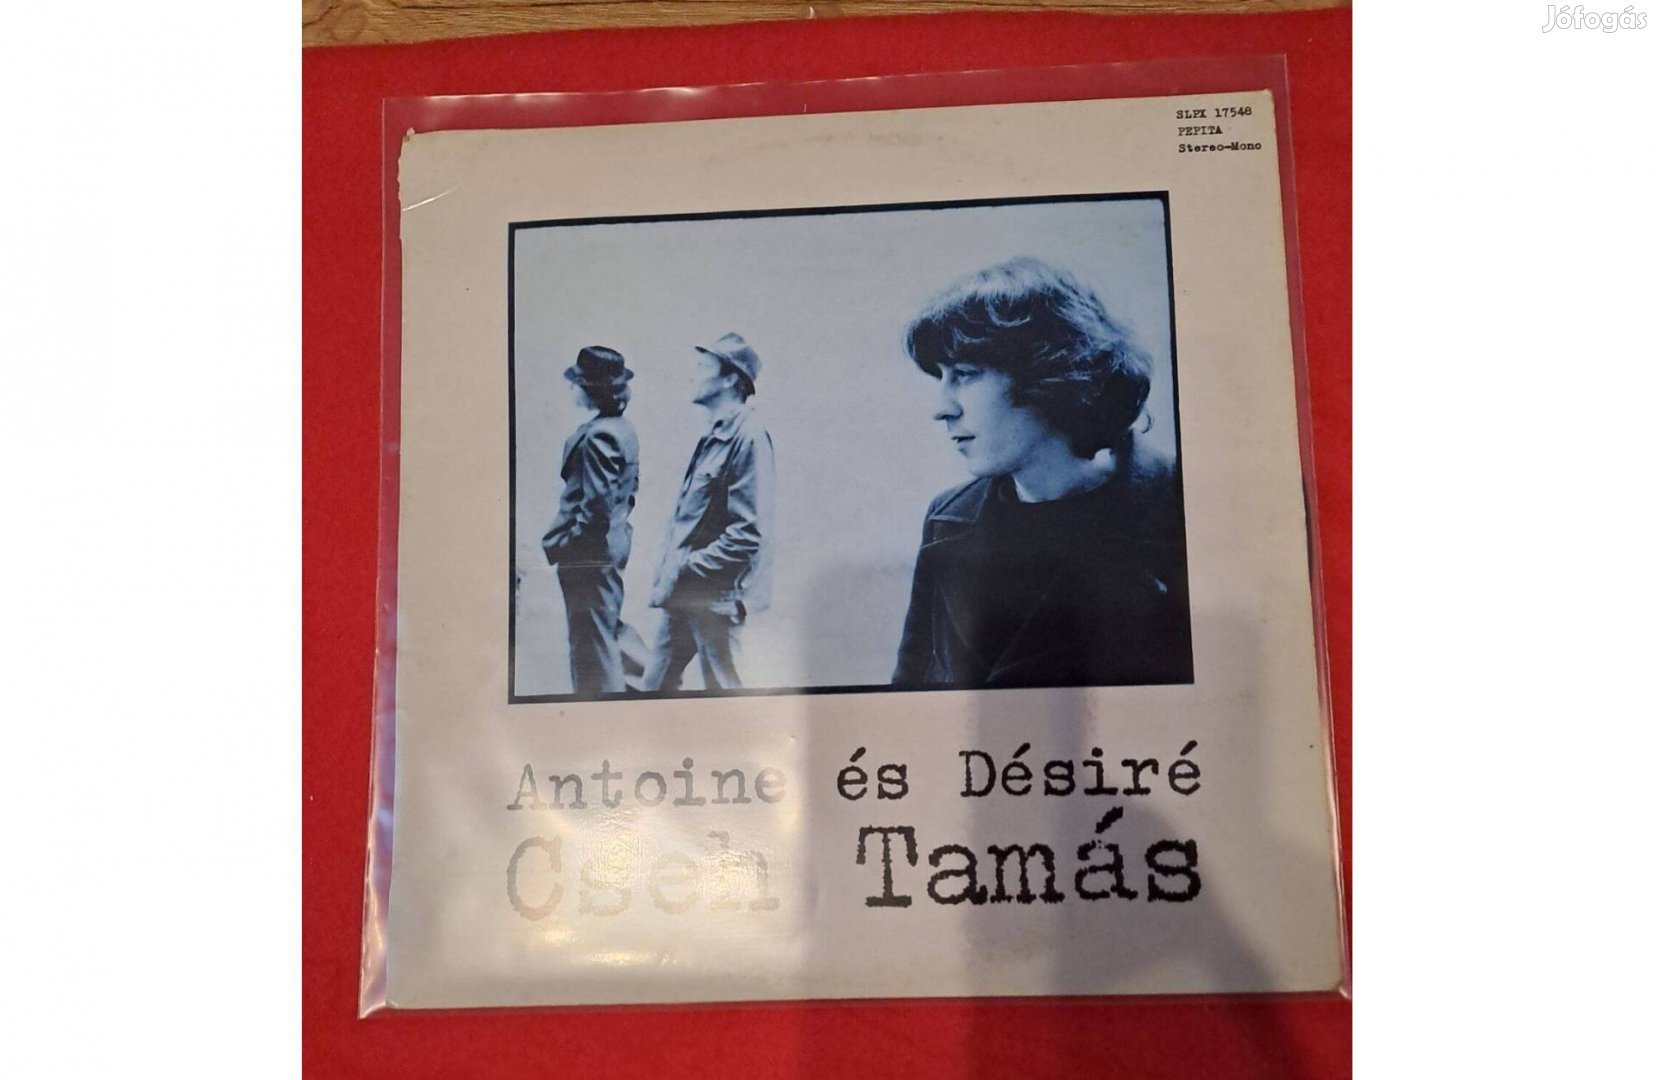 Jófogás
SLPX 17548
PEPITA
Stereo-Mono
Antoine és Désiré
Cseh Tamás